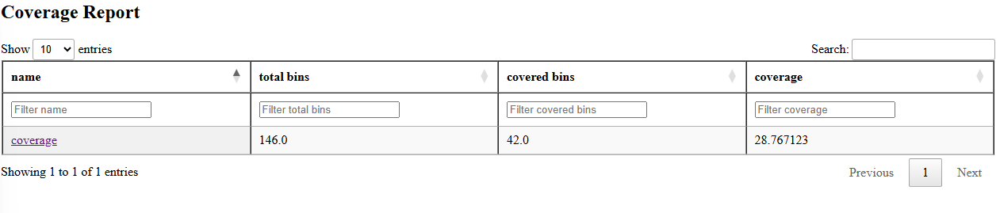 Coverage Report
Show 10 entries Search:
name total bins covered bins coverage
Filter name Filter total bins Filter covered bins Filter coverage
coverage 146.0 42.0 28.767123
Showing 1 to 1 of 1 entries Previous 1 Next